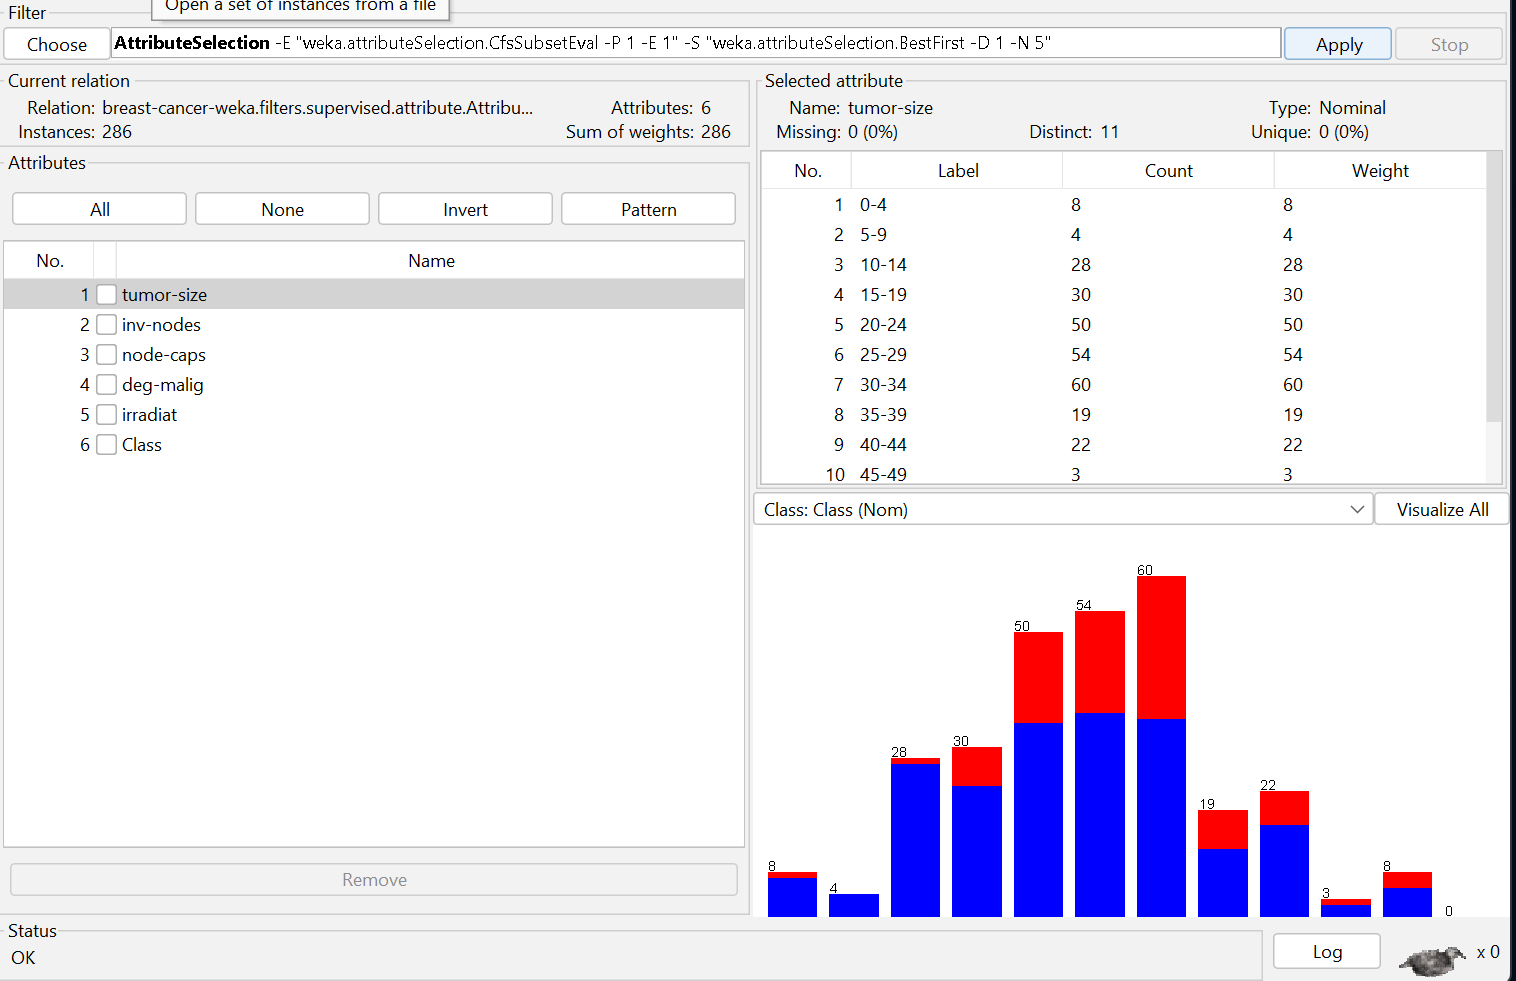 Open a set of instances from a file
Filter
Choose AttributeSelection -E "weka.attributeSelection.CfsSubsetEval -P 1 -E 1" -S "weka.attributeSelection.BestFirst -D 1 -N 5" Apply Stop
Current relation
Relation: breast-cancer-weka.filters.supervised.attribute.Attribu... Attributes: 6
Instances: 286 Sum of weights: 286
Attributes
All None Invert Pattern
No. Name
1 tumor-size
2 inv-nodes
3 node-caps
4 deg-malig
5 irradiat
6 Class
Remove
Selected attribute
Name: tumor-size Type: Nominal
Missing: 0 (0%) Distinct: 11 Unique: 0 (0%)
No. Label Count Weight
1 0-4 8 8
2 5-9 4 4
3 10-14 28 28
4 15-19 30 30
5 20-24 50 50
6 25-29 54 54
7 30-34 60 60
8 35-39 19 19
9 40-44 22 22
10 45-49 3 3
Class: Class (Nom) Visualize All
8 4 28 30 50 54 60 19 22 3 8 0
Status
OK Log x 0